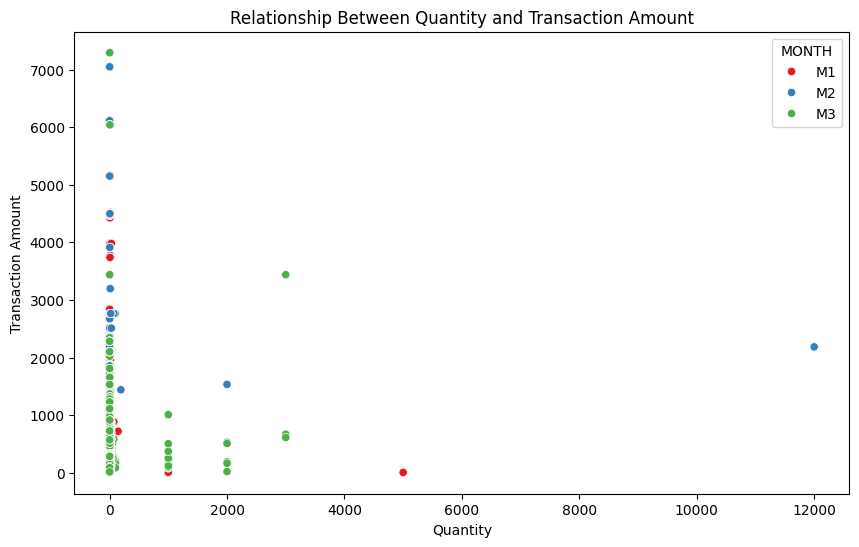 Relationship Between Quantity and Transaction Amount
MONTH
M1
M2
M3
Transaction Amount
7000
6000
5000
4000
3000
2000
1000
0
0 2000 4000 6000 8000 10000 12000
Quantity